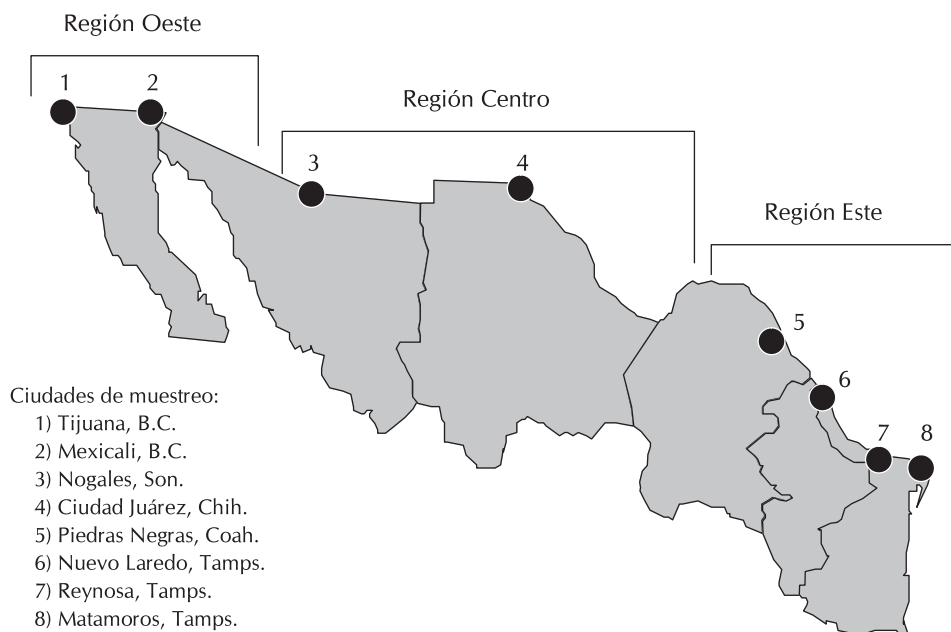 Región Oeste
1
2
Región Centro
3
4
Región Este
5
6
7
8
Ciudades de muestreo:
1) Tijuana, B.C.
2) Mexicali, B.C.
3) Nogales, Son.
4) Ciudad Juárez, Chih.
5) Piedras Negras, Coah.
6) Nuevo Laredo, Tamps.
7) Reynosa, Tamps.
8) Matamoros, Tamps.